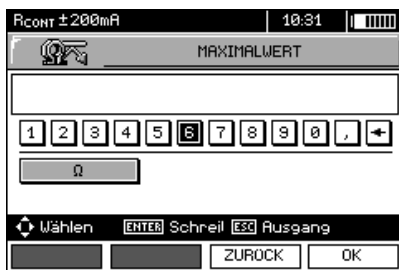 RCONT ±200mA 10:31
MAXIMALWERT
1 2 3 4 5 6 7 8 9 0 , ←
Ω
Wählen ENTER Schreil ESC Ausgang
ZURÜCK OK